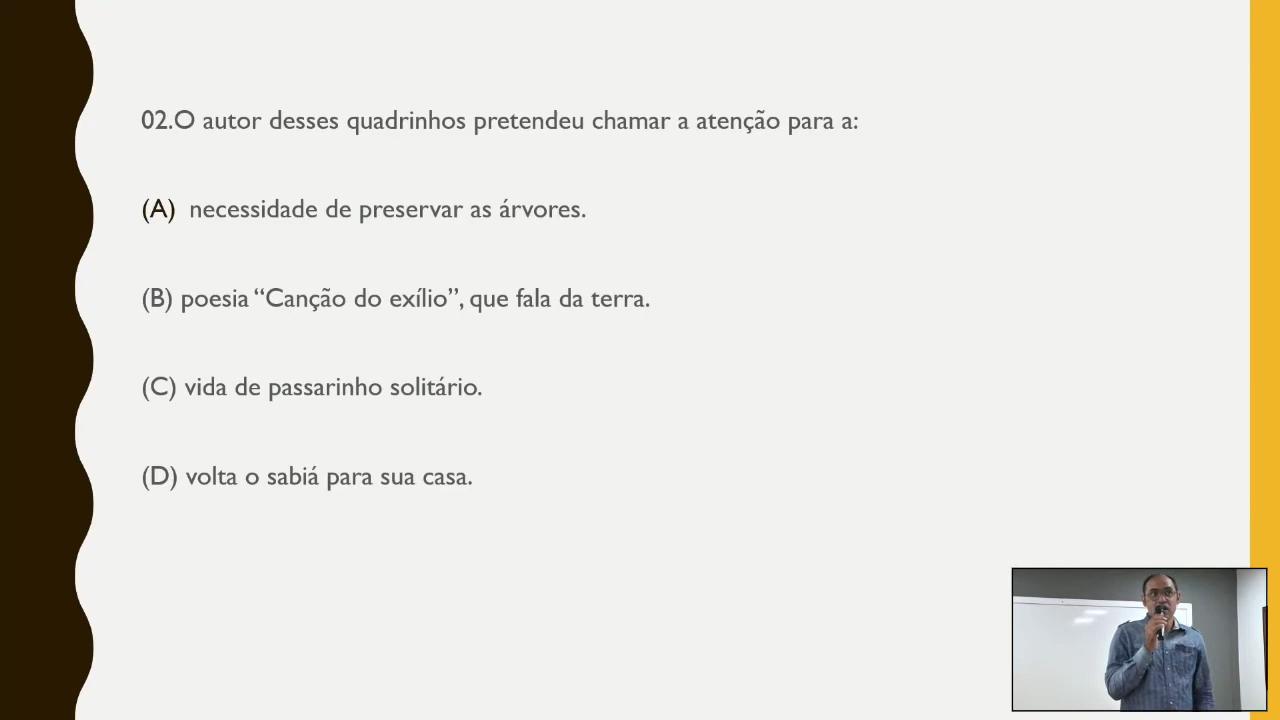 02.O autor desses quadrinhos pretendeu chamar a atenção para a:
(A) necessidade de preservar as árvores.
(B) poesia “Canção do exílio”, que fala da terra.
(C) vida de passarinho solitário.
(D) volta o sabiá para sua casa.